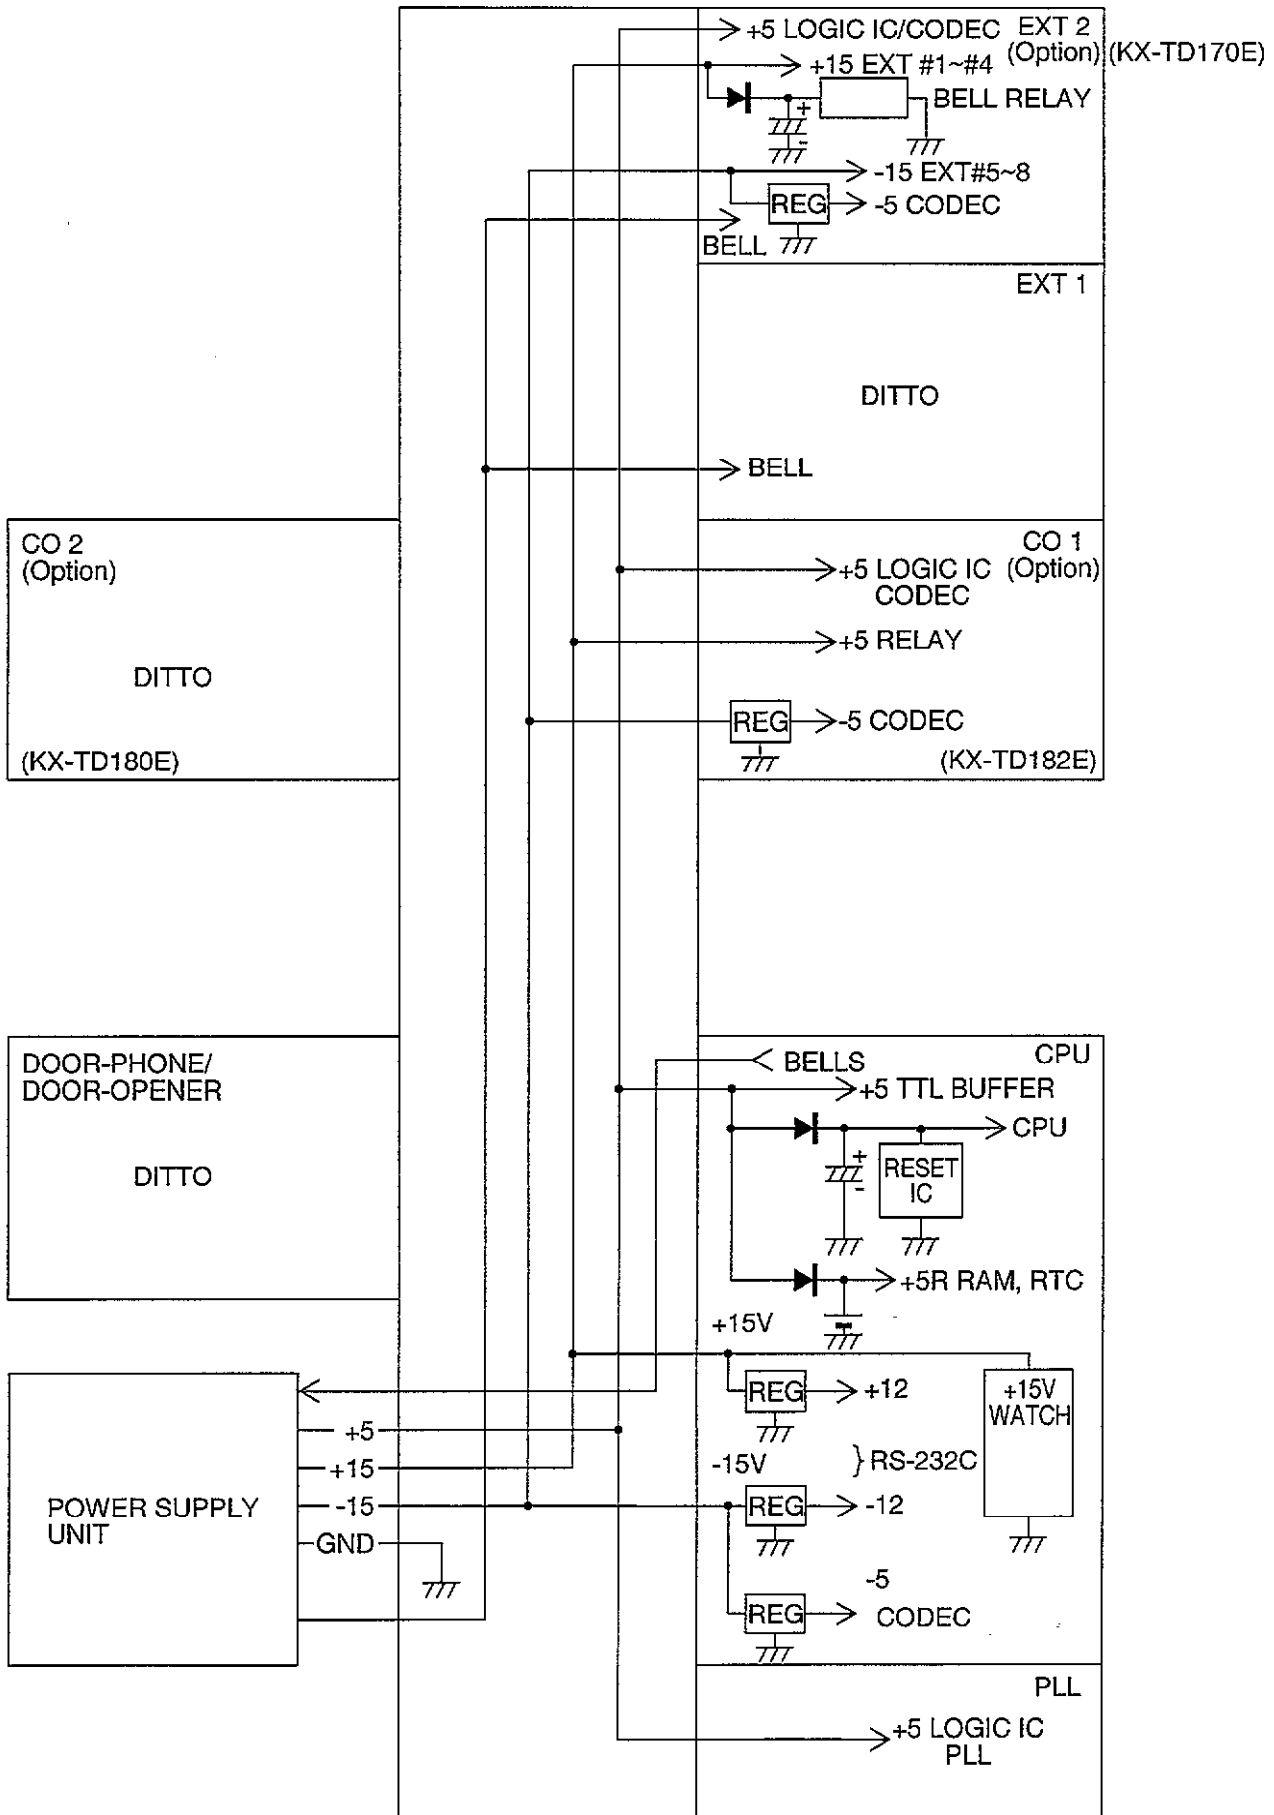 +5 LOGIC IC/CODEC
EXT 2
(Option)
(KX-TD170E)
+15 EXT #1~#4
BELL RELAY
+
-
-15 EXT#5~8
REG
-5 CODEC
BELL
EXT 1
DITTO
BELL
CO 2
(Option)
DITTO
(KX-TD180E)
CO 1
(Option)
+5 LOGIC IC
CODEC
+5 RELAY
REG
-5 CODEC
(KX-TD182E)
DOOR-PHONE/
DOOR-OPENER
DITTO
CPU
BELLS
+5 TTL BUFFER
CPU
+
-
RESET
IC
+5R RAM, RTC
+15V
REG
+12
+15V
WATCH
-15V
} RS-232C
REG
-12
-5
REG
CODEC
POWER SUPPLY
UNIT
+5
+15
-15
GND
PLL
+5 LOGIC IC
PLL